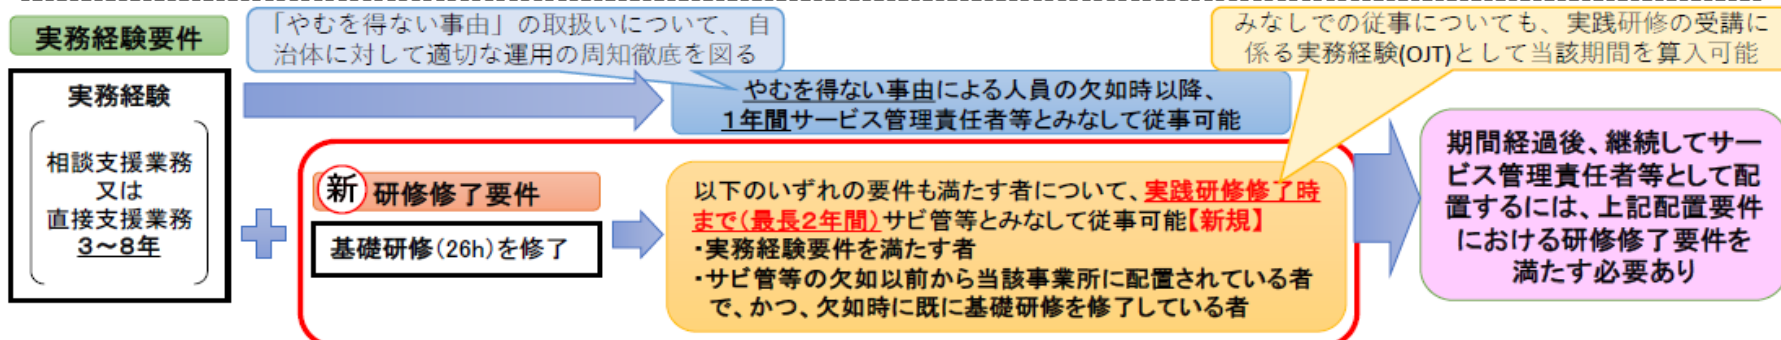 実務経験要件
「やむを得ない事由」の取扱いについて、自
治体に対して適切な運用の周知徹底を図る
みなしでの従事についても、実践研修の受講に
係る実務経験(OJT)として当該期間を算入可能
実務経験
相談支援業務
又は
直接支援業務
3～8年
やむを得ない事由による人員の欠如時以降、
1年間サービス管理責任者等とみなして従事可能
新 研修修了要件
基礎研修(26h)を修了
以下のいずれの要件も満たす者について、実践研修修了時
まで(最長2年間)サビ管等とみなして従事可能【新規】
・実務経験要件を満たす者
・サビ管等の欠如以前から当該事業所に配置されている者
で、かつ、欠如時に既に基礎研修を修了している者
期間経過後、継続してサー
ビス管理責任者等として配
置するには、上記配置要件
における研修修了要件を
満たす必要あり